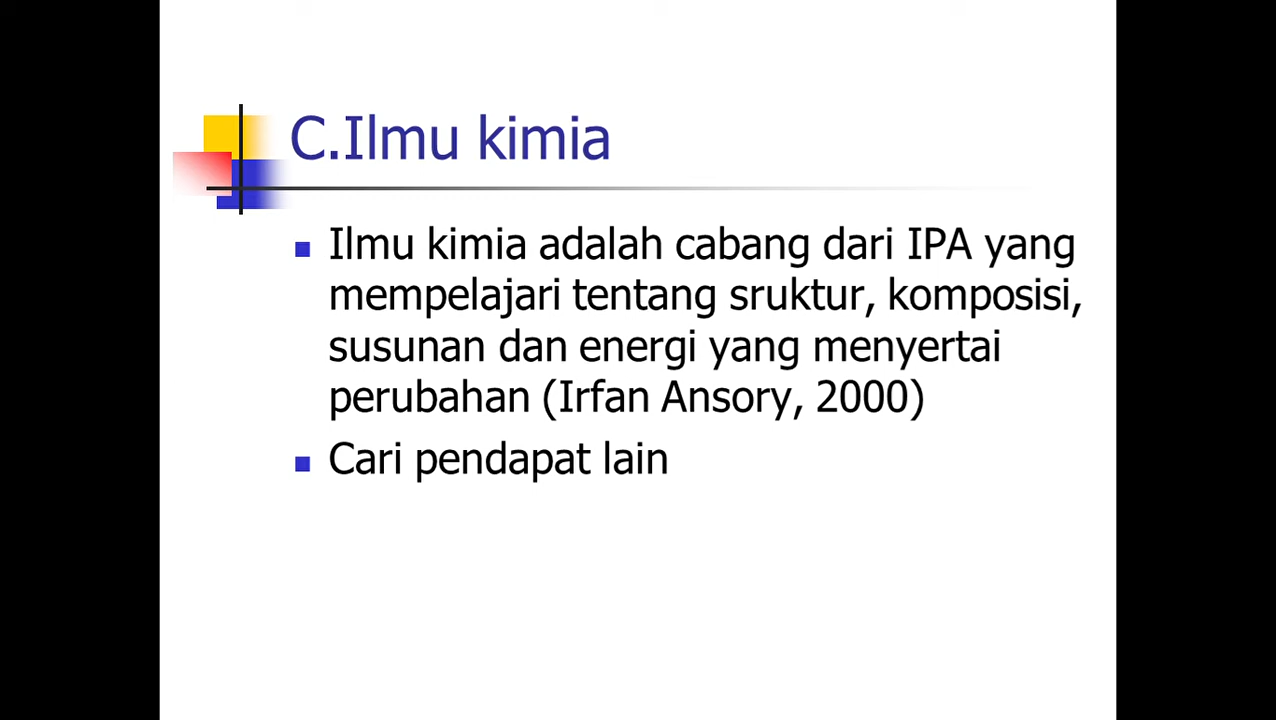 C.Ilmu kimia
Ilmu kimia adalah cabang dari IPA yang
mempelajari tentang sruktur, komposisi,
susunan dan energi yang menyertai
perubahan (Irfan Ansory, 2000)
Cari pendapat lain